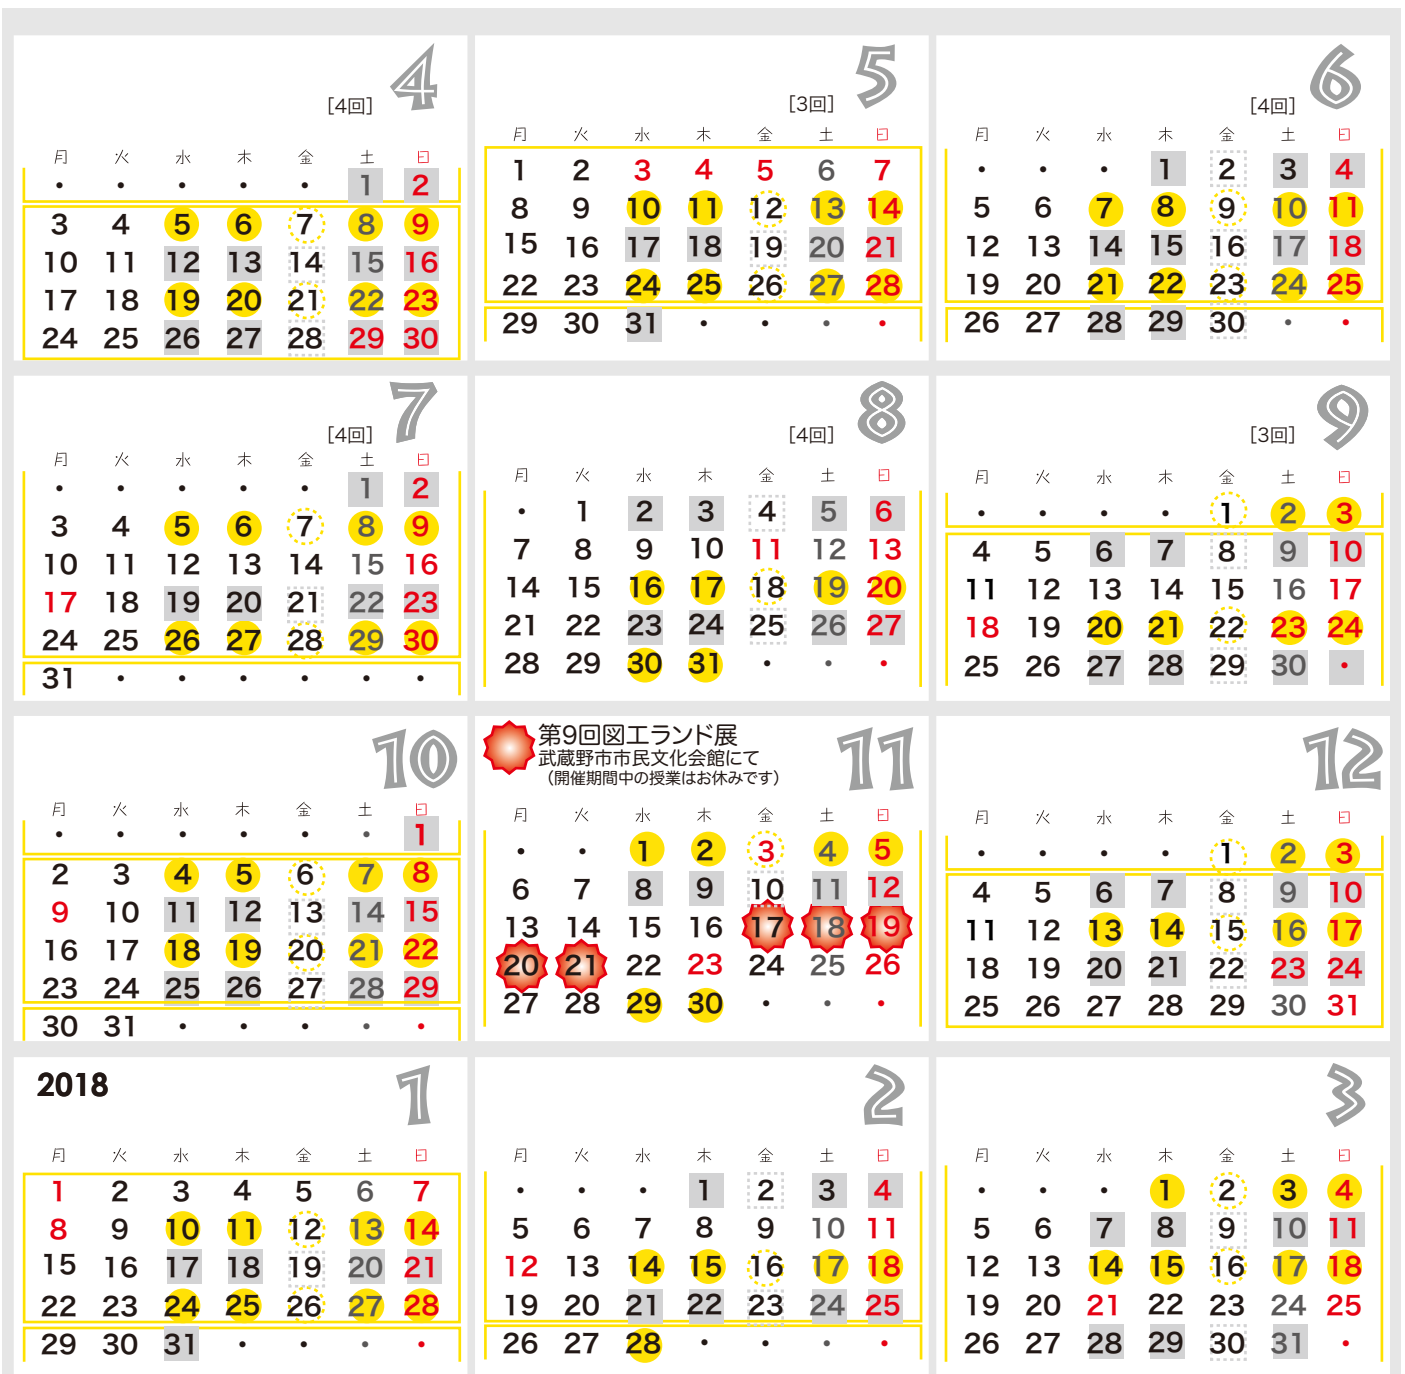 4
[4回]
月 火 水 木 金 土 日
・ ・ ・ ・ ・ 1 2
3 4 5 6 7 8 9
10 11 12 13 14 15 16
17 18 19 20 21 22 23
24 25 26 27 28 29 30
5
[3回]
月 火 水 木 金 土 日
1 2 3 4 5 6 7
8 9 10 11 12 13 14
15 16 17 18 19 20 21
22 23 24 25 26 27 28
29 30 31 ・ ・ ・ ・
6
[4回]
月 火 水 木 金 土 日
・ ・ ・ 1 2 3 4
5 6 7 8 9 10 11
12 13 14 15 16 17 18
19 20 21 22 23 24 25
26 27 28 29 30 ・ ・
7
[4回]
月 火 水 木 金 土 日
・ ・ ・ ・ ・ 1 2
3 4 5 6 7 8 9
10 11 12 13 14 15 16
17 18 19 20 21 22 23
24 25 26 27 28 29 30
31 ・ ・ ・ ・ ・ ・
8
[4回]
月 火 水 木 金 土 日
・ 1 2 3 4 5 6
7 8 9 10 11 12 13
14 15 16 17 18 19 20
21 22 23 24 25 26 27
28 29 30 31 ・ ・ ・
9
[3回]
月 火 水 木 金 土 日
・ ・ ・ ・ 1 2 3
4 5 6 7 8 9 10
11 12 13 14 15 16 17
18 19 20 21 22 23 24
25 26 27 28 29 30 ・
10
月 火 水 木 金 土 日
・ ・ ・ ・ ・ ・ 1
2 3 4 5 6 7 8
9 10 11 12 13 14 15
16 17 18 19 20 21 22
23 24 25 26 27 28 29
30 31 ・ ・ ・ ・ ・
第9回図工ランド展
武蔵野市市民文化会館にて
（開催期間中の授業はお休みです）
11
月 火 水 木 金 土 日
・ ・ 1 2 3 4 5
6 7 8 9 10 11 12
13 14 15 16 17 18 19
20 21 22 23 24 25 26
27 28 29 30 ・ ・ ・
12
月 火 水 木 金 土 日
・ ・ ・ ・ 1 2 3
4 5 6 7 8 9 10
11 12 13 14 15 16 17
18 19 20 21 22 23 24
25 26 27 28 29 30 31
2018
1
月 火 水 木 金 土 日
1 2 3 4 5 6 7
8 9 10 11 12 13 14
15 16 17 18 19 20 21
22 23 24 25 26 27 28
29 30 31 ・ ・ ・ ・
2
月 火 水 木 金 土 日
・ ・ ・ 1 2 3 4
5 6 7 8 9 10 11
12 13 14 15 16 17 18
19 20 21 22 23 24 25
26 27 28 ・ ・ ・ ・
3
月 火 水 木 金 土 日
・ ・ ・ 1 2 3 4
5 6 7 8 9 10 11
12 13 14 15 16 17 18
19 20 21 22 23 24 25
26 27 28 29 30 31 ・